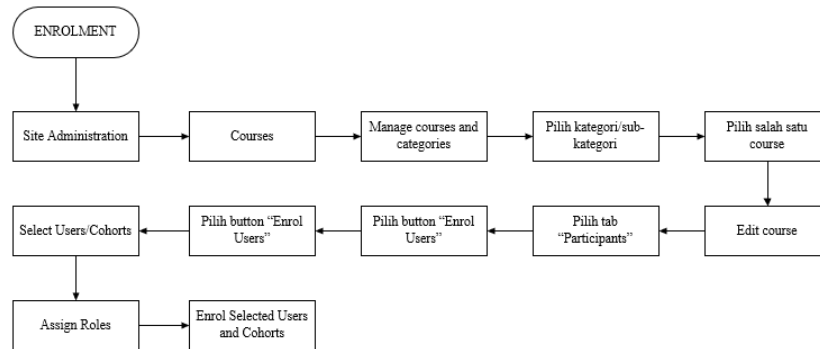 ENROLMENT
Site Administration
Courses
Manage courses and
categories
Pilih kategori/sub-
kategori
Pilih salah satu
course
Edit course
Pilih tab
“Participants”
Pilih button “Enrol
Users”
Pilih button “Enrol
Users”
Select Users/Cohorts
Assign Roles
Enrol Selected Users
and Cohorts